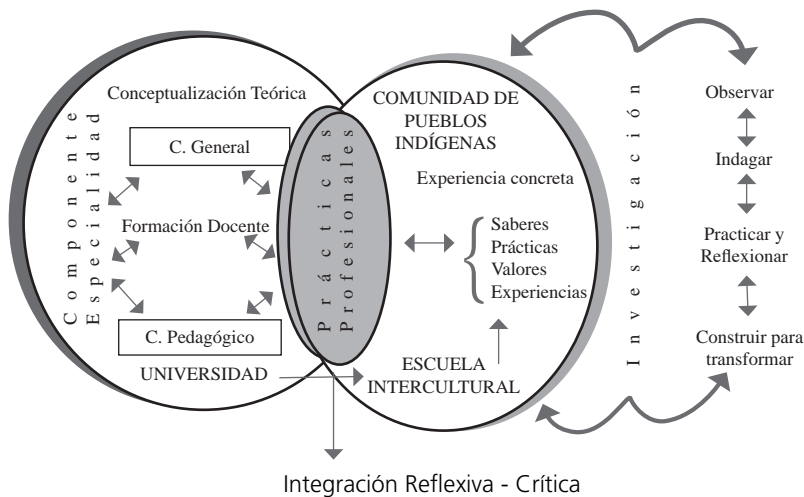 Conceptualización Teórica
C. General
Componente
Especialidad
Formación Docente
C. Pedagógico
UNIVERSIDAD
Prácticas
Profesionales
COMUNIDAD DE
PUEBLOS
INDÍGENAS
Experiencia concreta
Saberes
Prácticas
Valores
Experiencias
ESCUELA
INTERCULTURAL
Investigación
Observar
Indagar
Practicar y
Reflexionar
Construir para
transformar
Integración Reflexiva - Crítica